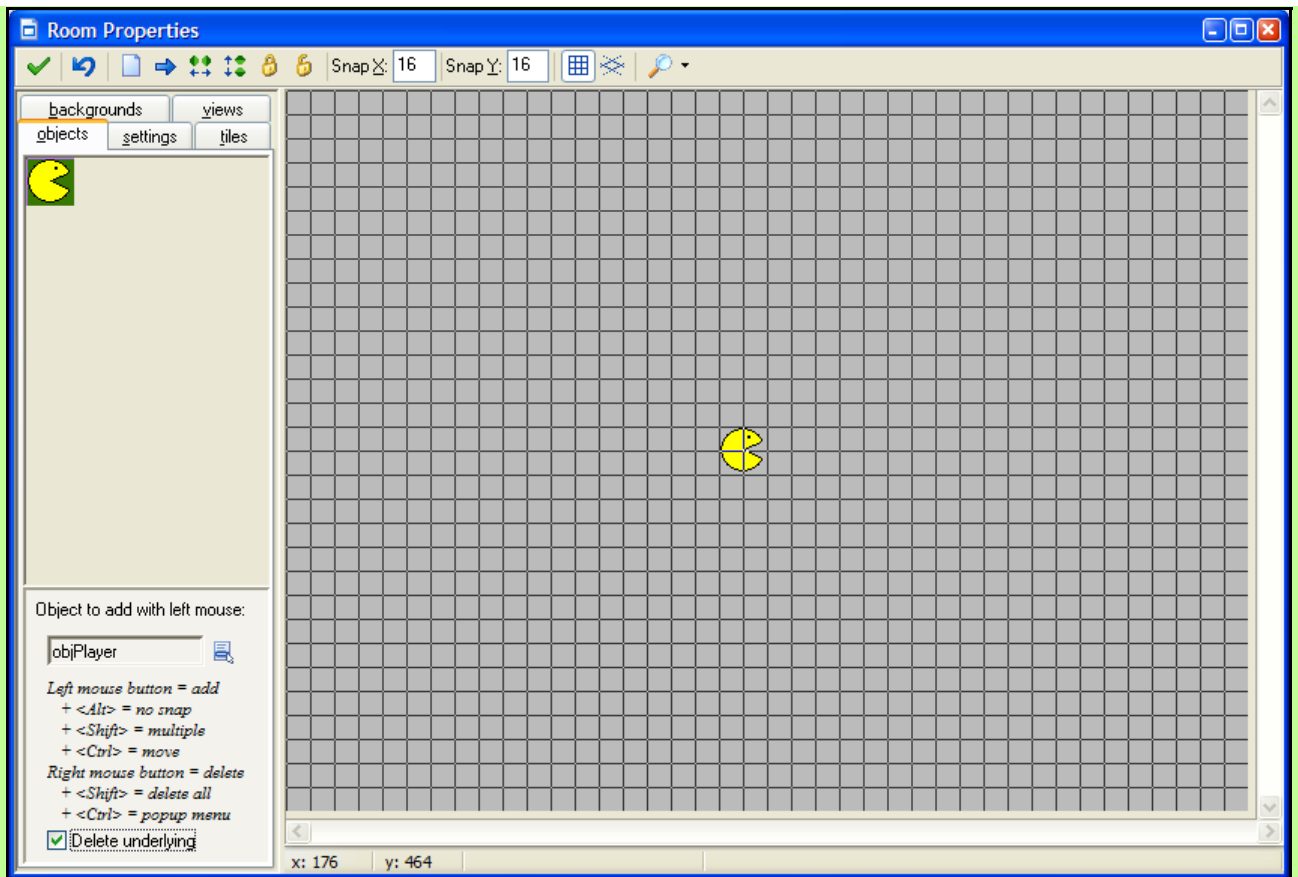 Room Properties
Snap X: 16 Snap Y: 16
backgrounds views
objects settings tiles
Object to add with left mouse:
objPlayer
Left mouse button = add
+ <Alt> = no snap
+ <Shift> = multiple
+ <Ctrl> = move
Right mouse button = delete
+ <Shift> = delete all
+ <Ctrl> = popup menu
Delete underlying
x: 176 y: 464